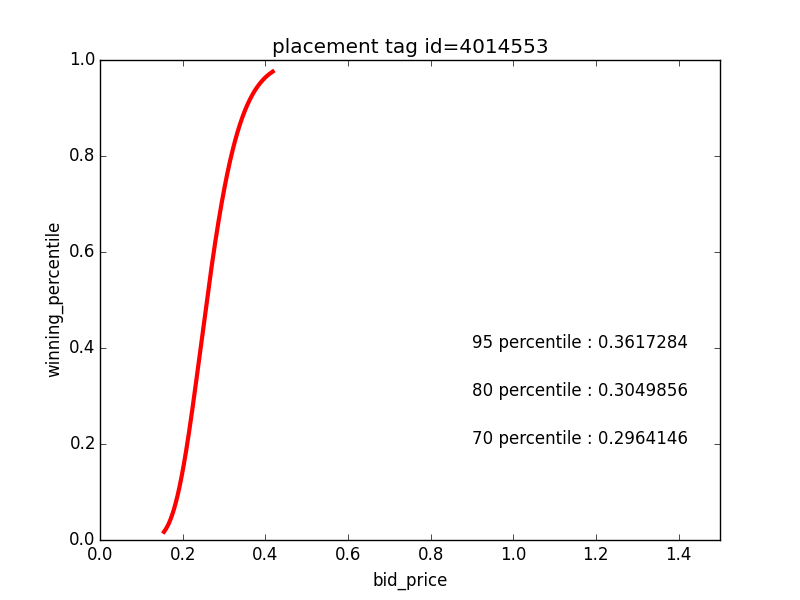 placement tag id=4014553
1.0
0.8
0.6
0.4
0.2
0.0
winning_percentile
95 percentile : 0.3617284
80 percentile : 0.3049856
70 percentile : 0.2964146
0.0 0.2 0.4 0.6 0.8 1.0 1.2 1.4
bid_price